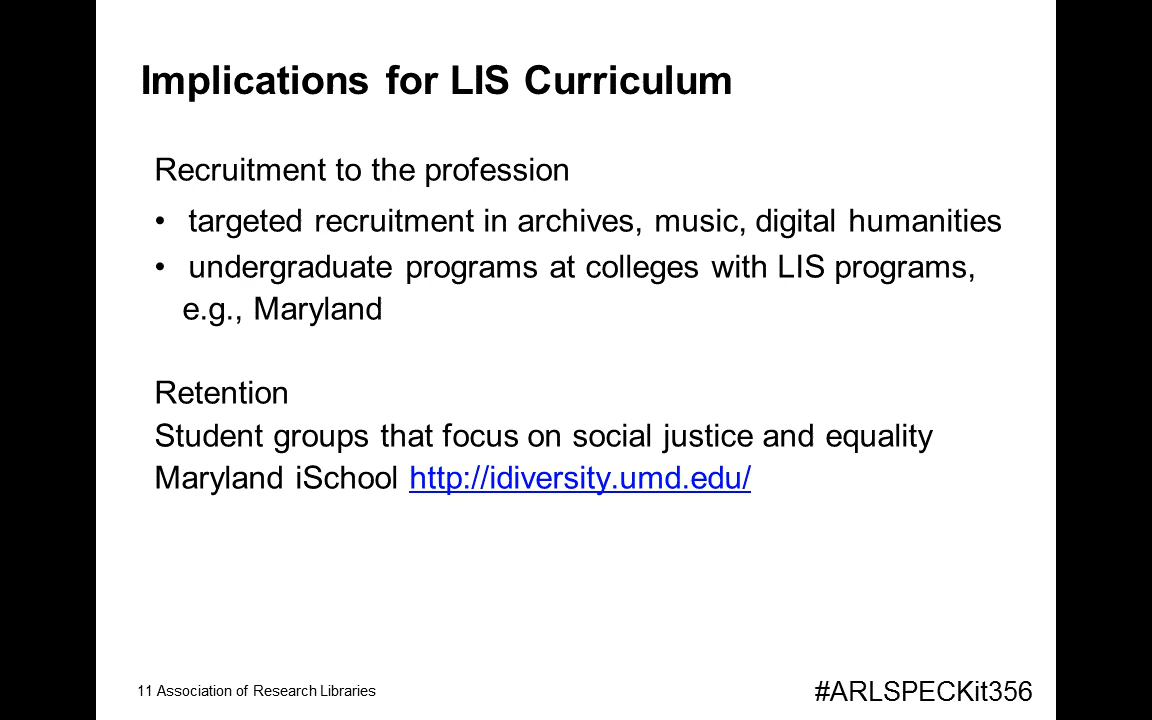 Implications for LIS Curriculum
Recruitment to the profession
• targeted recruitment in archives, music, digital humanities
• undergraduate programs at colleges with LIS programs,
e.g., Maryland
Retention
Student groups that focus on social justice and equality
Maryland iSchool http://idiversity.umd.edu/
11 Association of Research Libraries
#ARLSPECKit356